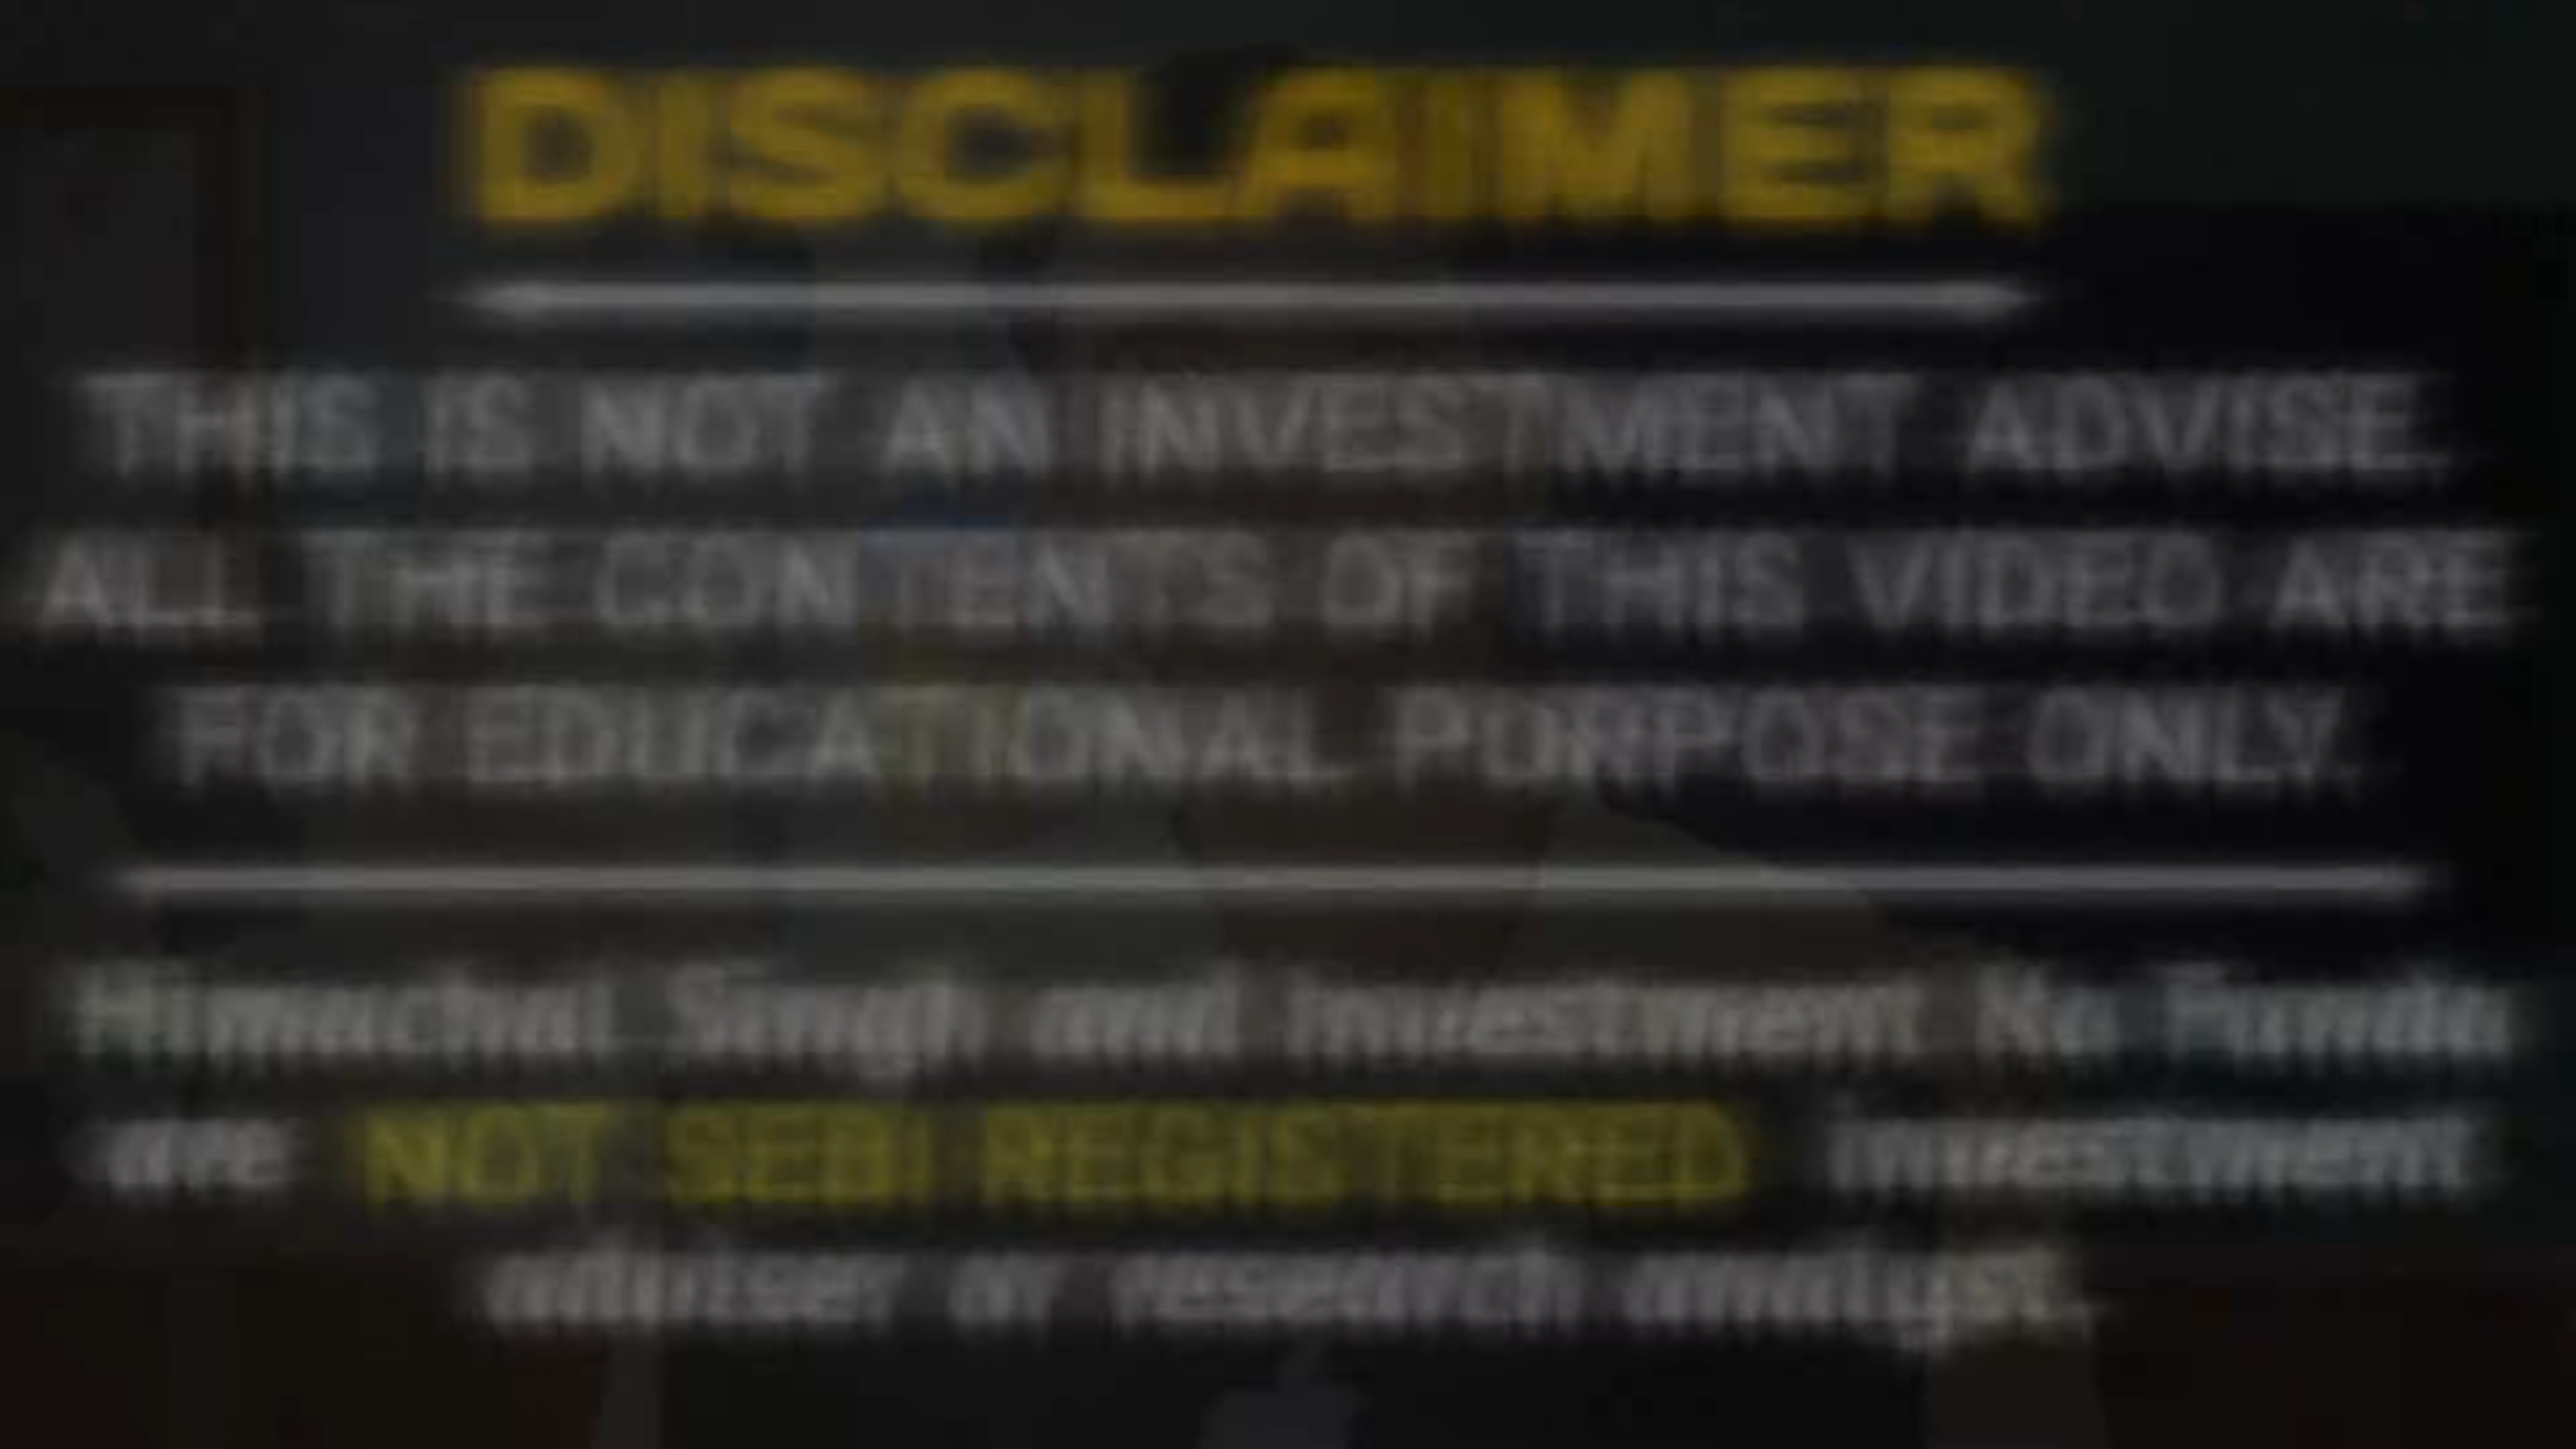 DISCLAIMER
THIS IS NOT AN INVESTMENT ADVISE.
ALL THE CONTENTS OF THIS VIDEO ARE
FOR EDUCATIONAL PURPOSE ONLY.
Himachal Singh and Investment Ka Funda
are NOT SEBI REGISTERED investment
adviser or research analyst.